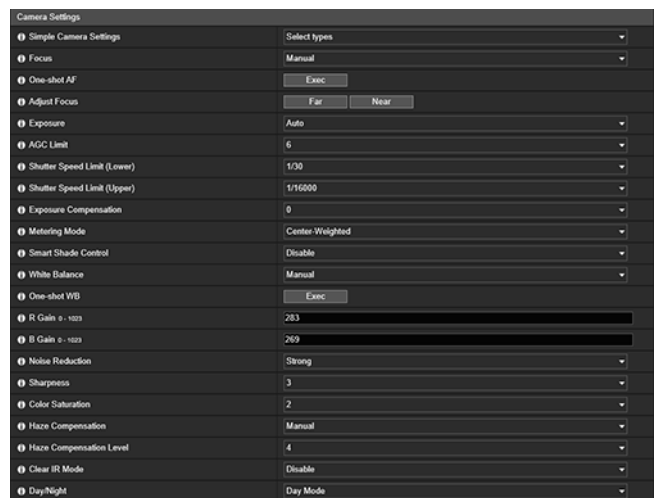 Camera Settings
Simple Camera Settings Select types
Focus Manual
One-shot AF Exec
Adjust Focus Far Near
Exposure Auto
AGC Limit 6
Shutter Speed Limit (Lower) 1/30
Shutter Speed Limit (Upper) 1/16000
Exposure Compensation 0
Metering Mode Center-Weighted
Smart Shade Control Disable
White Balance Manual
One-shot WB Exec
R Gain 0 - 1023 283
B Gain 0 - 1023 269
Noise Reduction Strong
Sharpness 3
Color Saturation 2
Haze Compensation Manual
Haze Compensation Level 4
Clear IR Mode Disable
Day/Night Day Mode